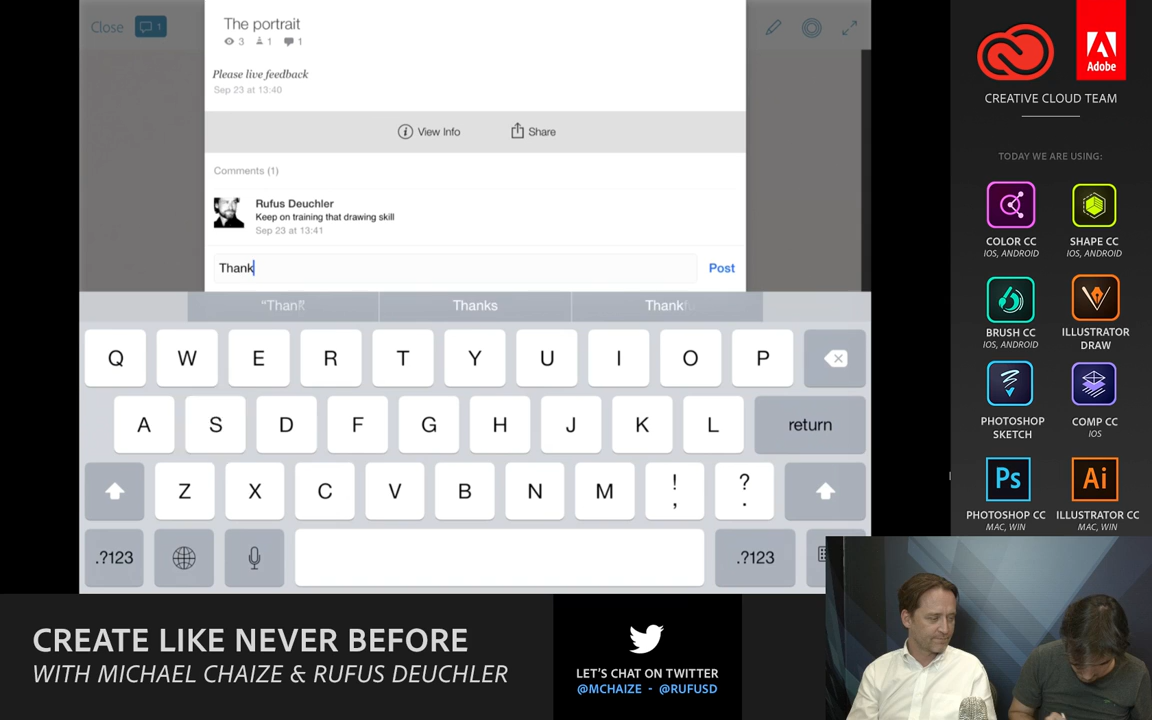 Close
1
The portrait
3 1 1
Please live feedback
Sep 23 at 13:40
View Info
Share
Comments (1)
Rufus Deuchler
Keep on training that drawing skill
Sep 23 at 13:41
Thank
Post
Thanks
Q W E R T Y U I O P
A S D F G H J K L return
Z X C V B N M ! , ? .
.?123
.?123
CREATE LIKE NEVER BEFORE
WITH MICHAEL CHAIZE & RUFUS DEUCHLER
LET'S CHAT ON TWITTER
@MCHAIZE - @RUFUSD
Adobe
CREATIVE CLOUD TEAM
TODAY WE ARE USING:
COLOR CC
IOS, ANDROID
SHAPE CC
IOS, ANDROID
BRUSH CC
IOS, ANDROID
ILLUSTRATOR
DRAW
PHOTOSHOP
SKETCH
COMP CC
IOS
Ps
PHOTOSHOP CC
MAC, WIN
Ai
ILLUSTRATOR CC
MAC, WIN